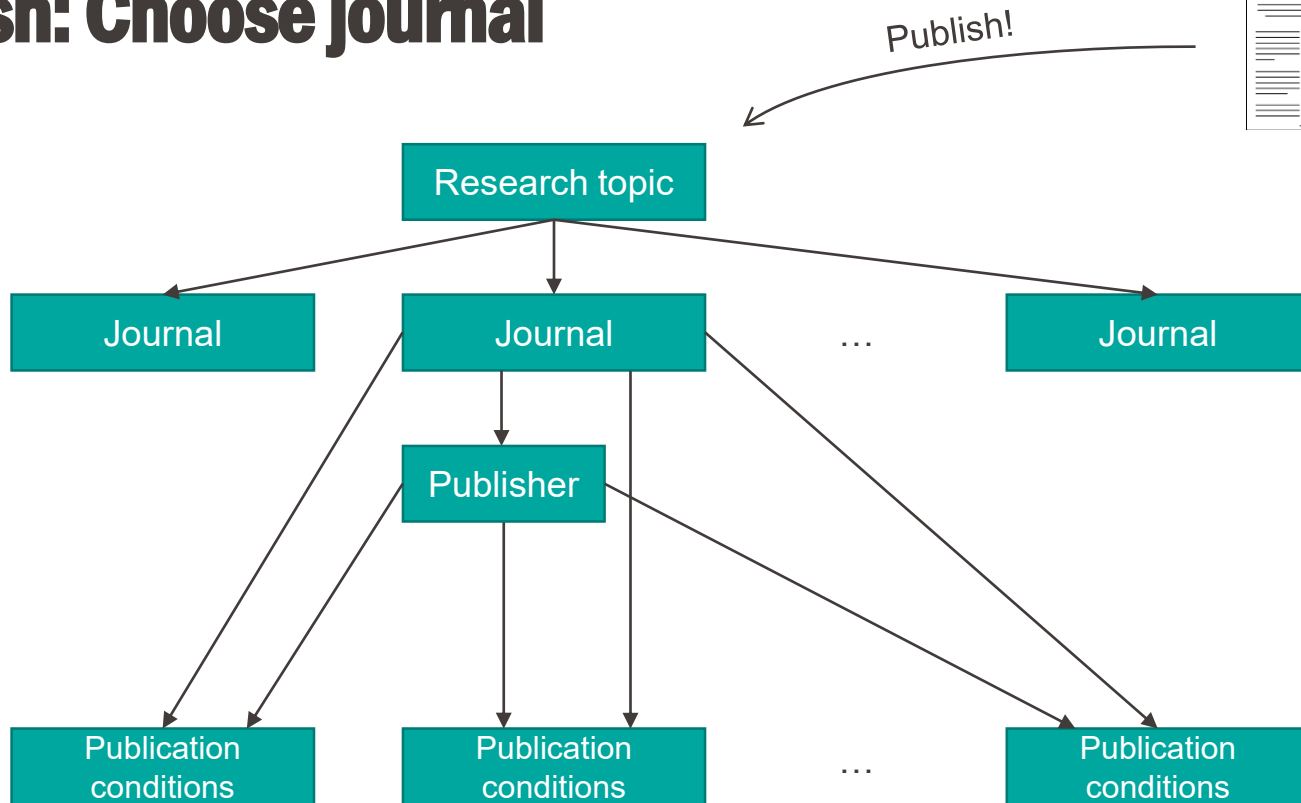 sh: Choose journal
Publish!
Research topic
Journal
Journal
...
Journal
Publisher
Publication
conditions
Publication
conditions
...
Publication
conditions